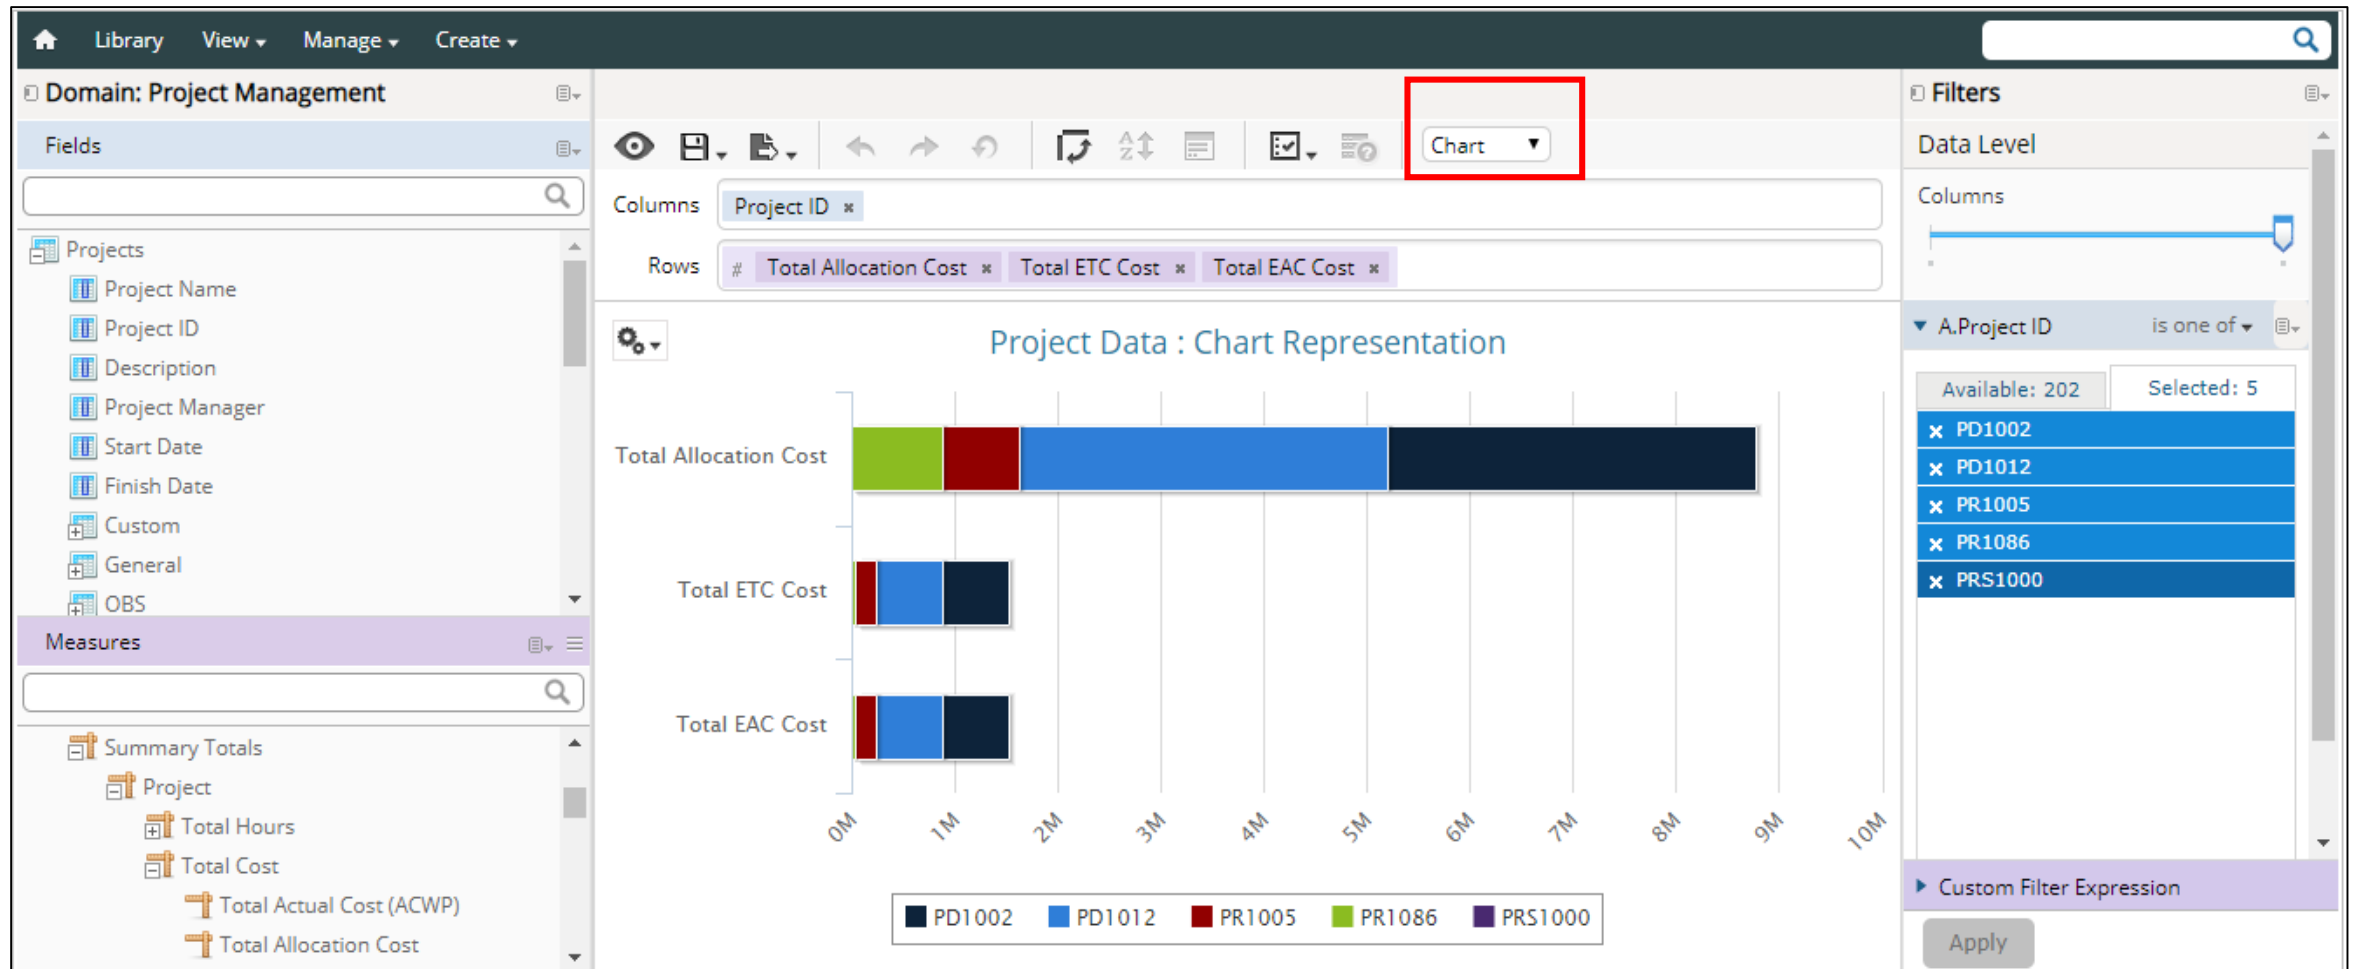 Library View Manage Create
Domain: Project Management
Fields
Projects
Project Name
Project ID
Description
Project Manager
Start Date
Finish Date
Custom
General
OBS
Measures
Summary Totals
Project
Total Hours
Total Cost
Total Actual Cost (ACWP)
Total Allocation Cost
Chart
Columns Project ID
Rows # Total Allocation Cost Total ETC Cost Total EAC Cost
Project Data : Chart Representation
Total Allocation Cost
Total ETC Cost
Total EAC Cost
0M 1M 2M 3M 4M 5M 6M 7M 8M 9M 10M
PD1002 PD1012 PR1005 PR1086 PRS1000
Filters
Data Level
Columns
A.Project ID is one of
Available: 202 Selected: 5
PD1002
PD1012
PR1005
PR1086
PRS1000
Custom Filter Expression
Apply